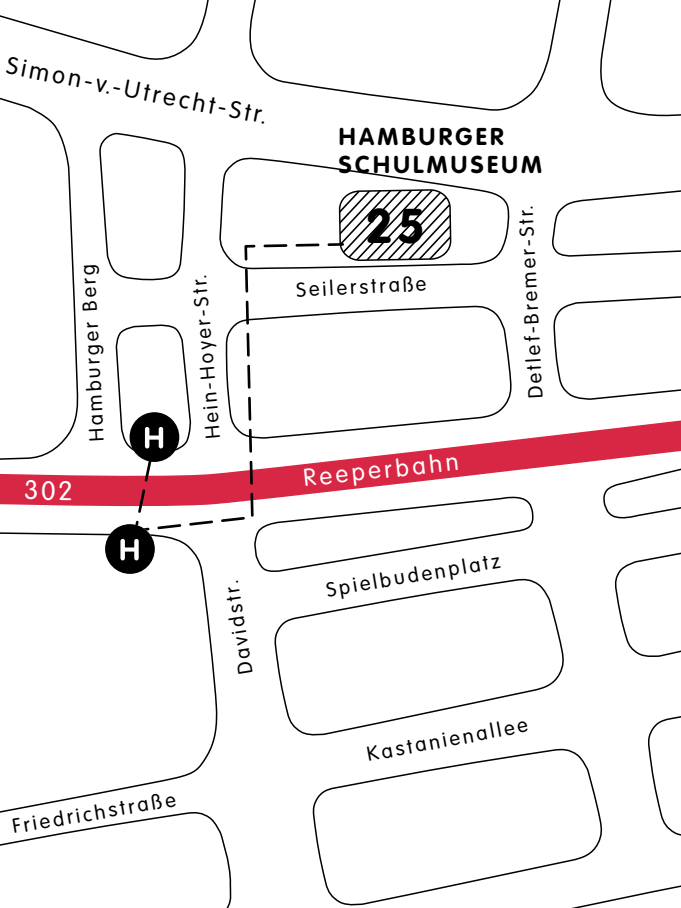 Simon-v.-Utrecht-Str.
HAMBURGER
SCHULMUSEUM
25
Seilerstraße
Detlef-Bremer-Str.
Hamburger Berg
Hein-Hoyer-Str.
H
Reeperbahn
302
H
Spielbudenplatz
Davidstr.
Kastanienallee
Friedrichstraße